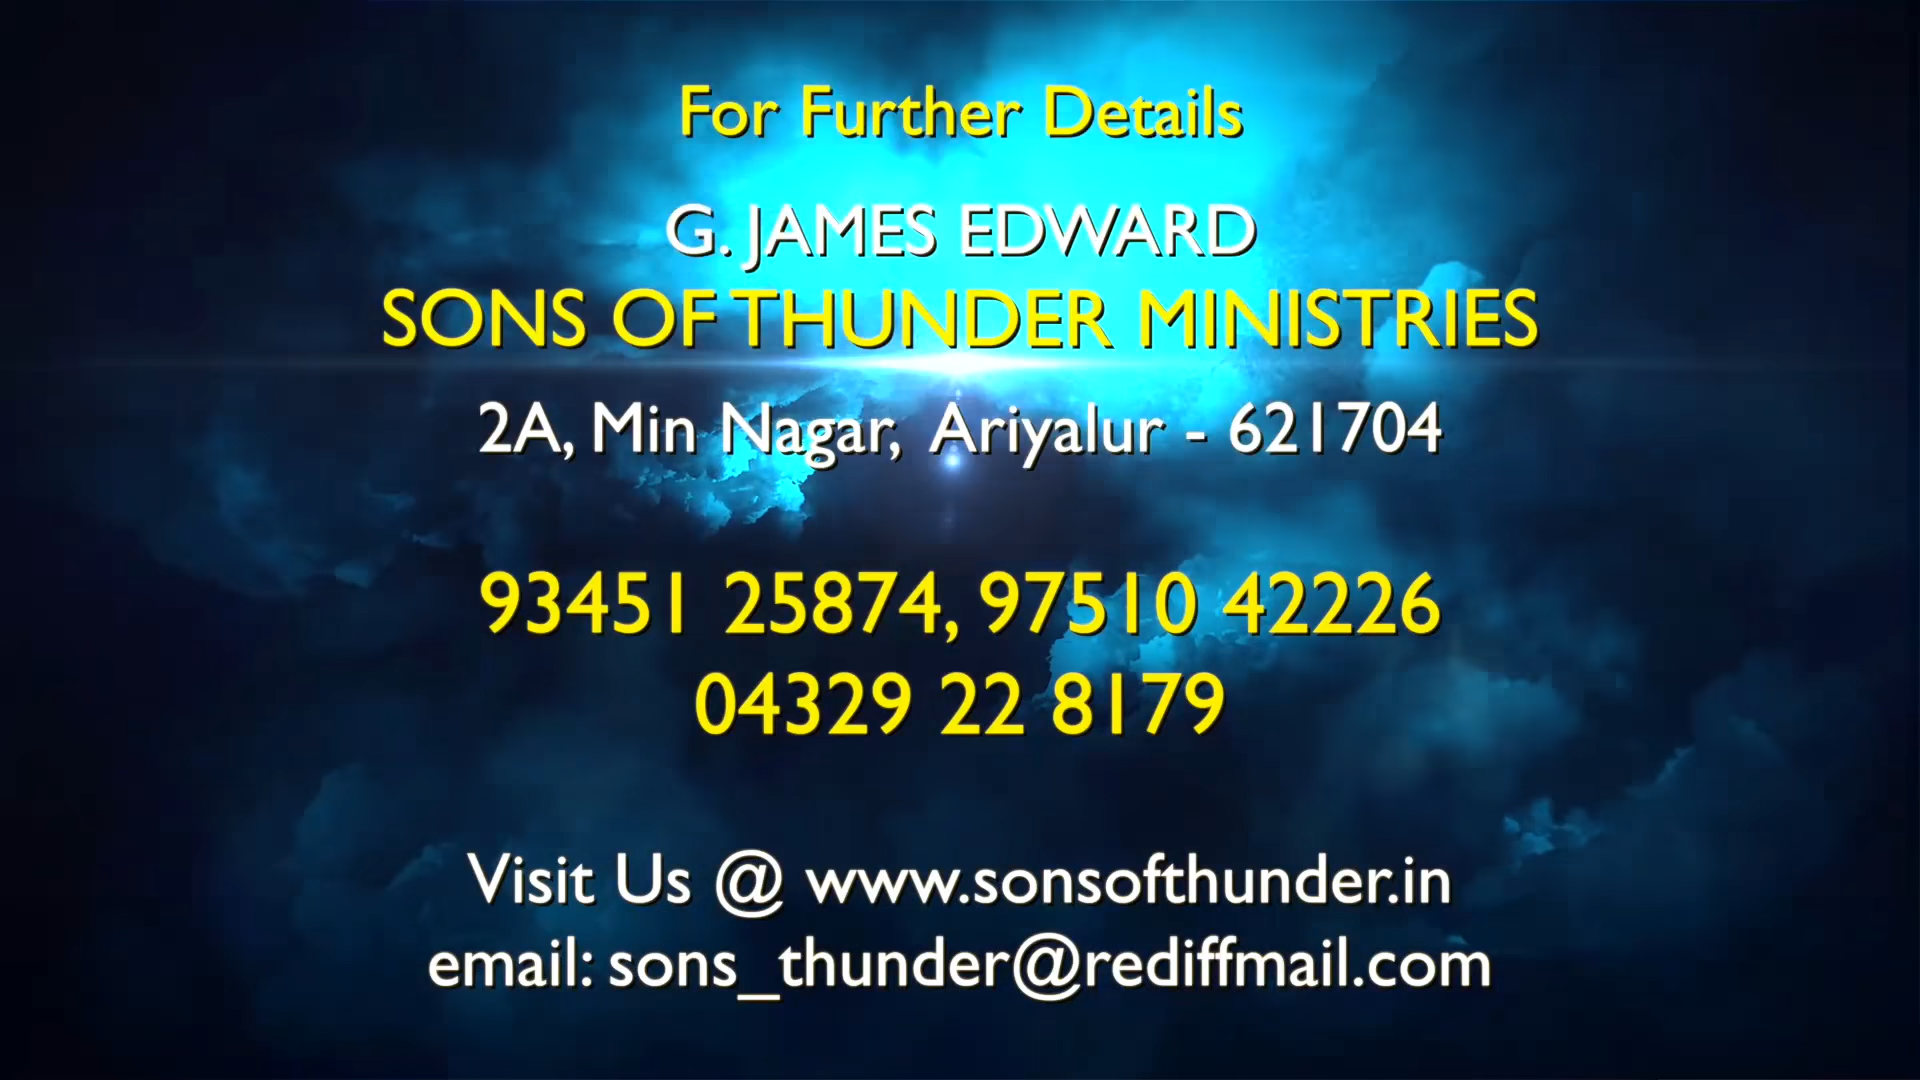 For Further Details
G. JAMES EDWARD
SONS OF THUNDER MINISTRIES
2A, Min Nagar, Ariyalur - 621704
93451 25874, 97510 42226
04329 22 8179
Visit Us @ www.sonsofthunder.in
email: sons_thunder@rediffmail.com